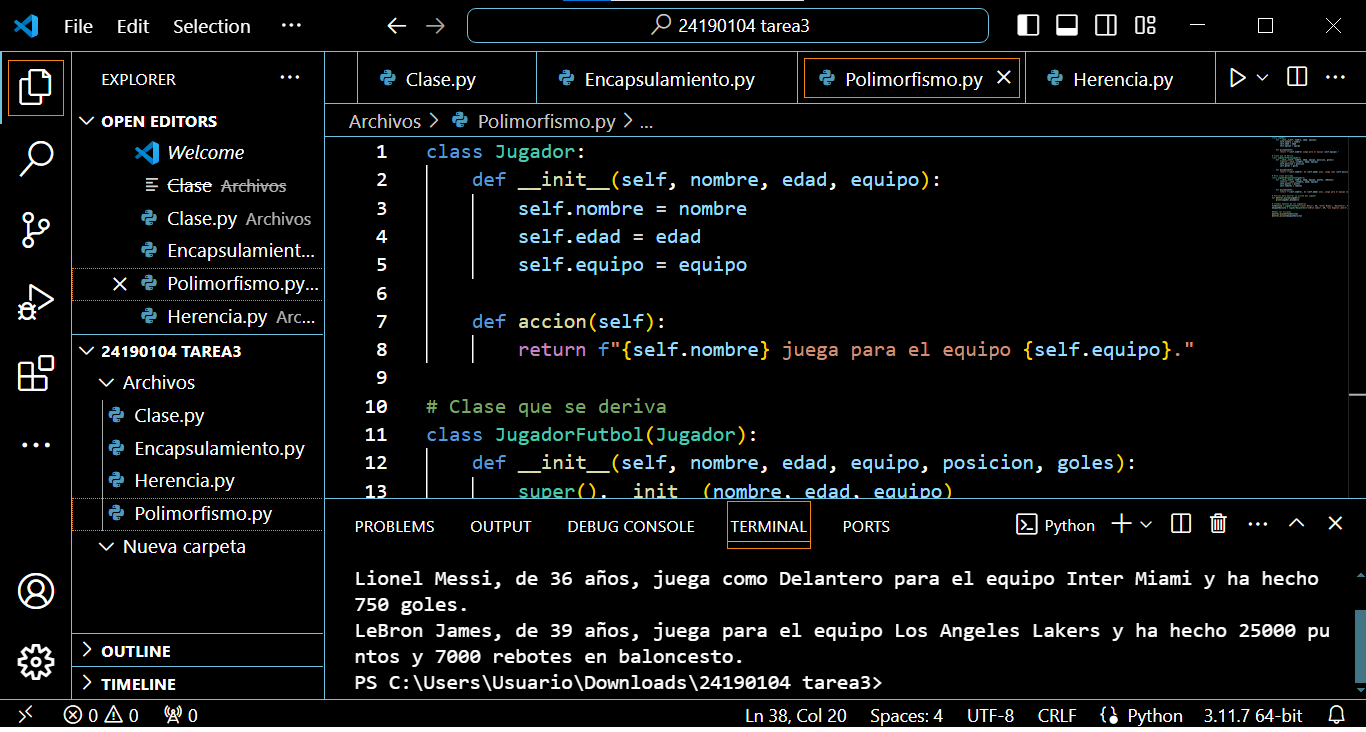 File Edit Selection ··· 24190104 tarea3
EXPLORER ···
OPEN EDITORS
Welcome
Clase Archivos
Clase.py Archivos
Encapsulamient...
Polimorfismo.py...
Herencia.py Arc...
24190104 TAREA3
Archivos
Clase.py
Encapsulamiento.py
Herencia.py
Polimorfismo.py
Nueva carpeta
OUTLINE
TIMELINE
Clase.py Encapsulamiento.py Polimorfismo.py Herencia.py
Archivos > Polimorfismo.py > ...
1 class Jugador:
2 def __init__(self, nombre, edad, equipo):
3 self.nombre = nombre
4 self.edad = edad
5 self.equipo = equipo
6
7 def accion(self):
8 return f"{self.nombre} juega para el equipo {self.equipo}."
9
10 # Clase que se deriva
11 class JugadorFutbol(Jugador):
12 def __init__(self, nombre, edad, equipo, posicion, goles):
13 super().__init__(nombre, edad, equipo)
PROBLEMS OUTPUT DEBUG CONSOLE TERMINAL PORTS Python
Lionel Messi, de 36 años, juega como Delantero para el equipo Inter Miami y ha hecho
750 goles.
LeBron James, de 39 años, juega para el equipo Los Angeles Lakers y ha hecho 25000 pu
ntos y 7000 rebotes en baloncesto.
PS C:\Users\Usuario\Downloads\24190104 tarea3>
0 0 0 Ln 38, Col 20 Spaces: 4 UTF-8 CRLF Python 3.11.7 64-bit